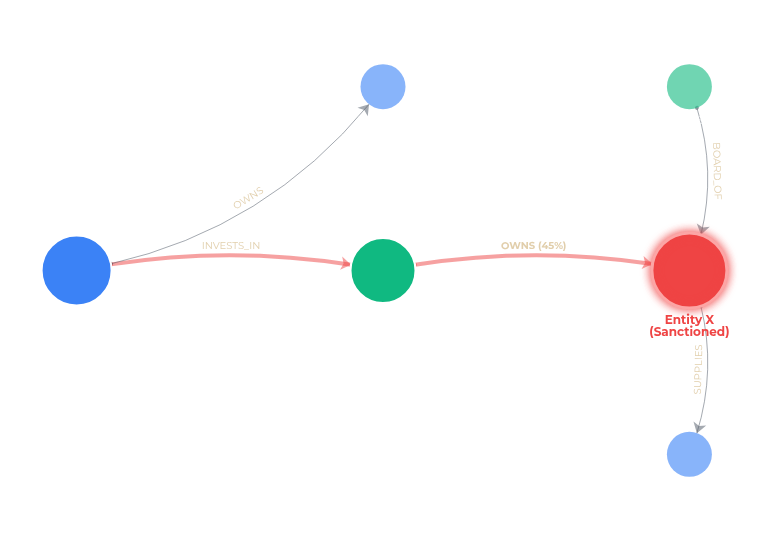 OWNS
BOARD_OF
INVESTS_IN
OWNS (45%)
Entity X
(Sanctioned)
SUPPLIES